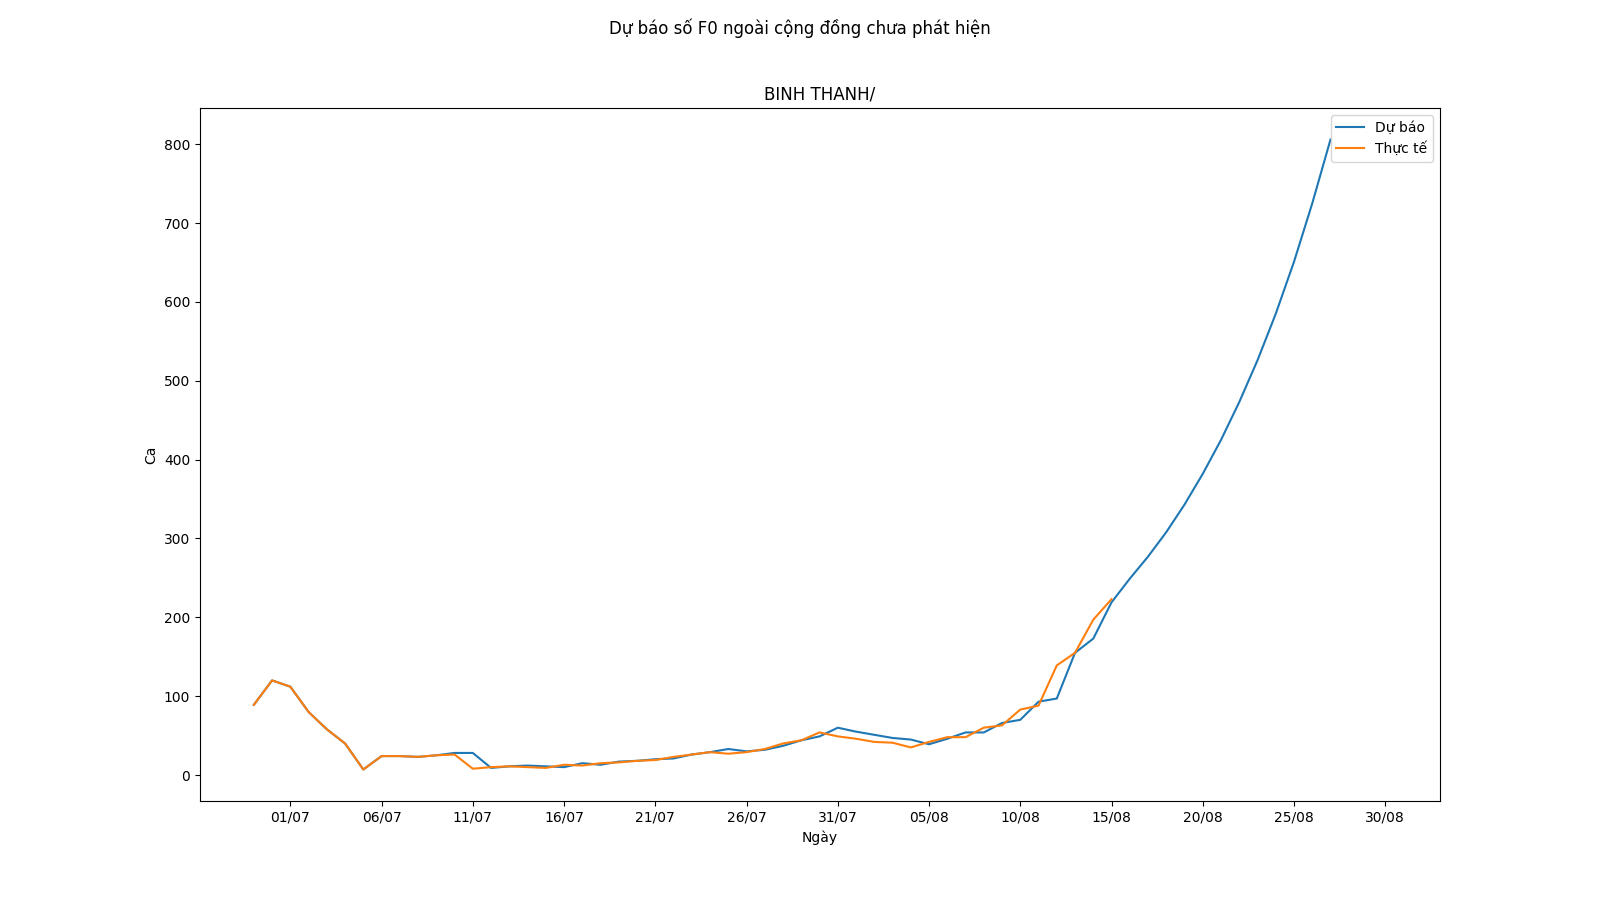 Dự báo số F0 ngoài cộng đồng chưa phát hiện
BINH THANH/
Dự báo
Thực tế
800
700
600
500
400
300
200
100
0
Ca
01/07 06/07 11/07 16/07 21/07 26/07 31/07 05/08 10/08 15/08 20/08 25/08 30/08
Ngày